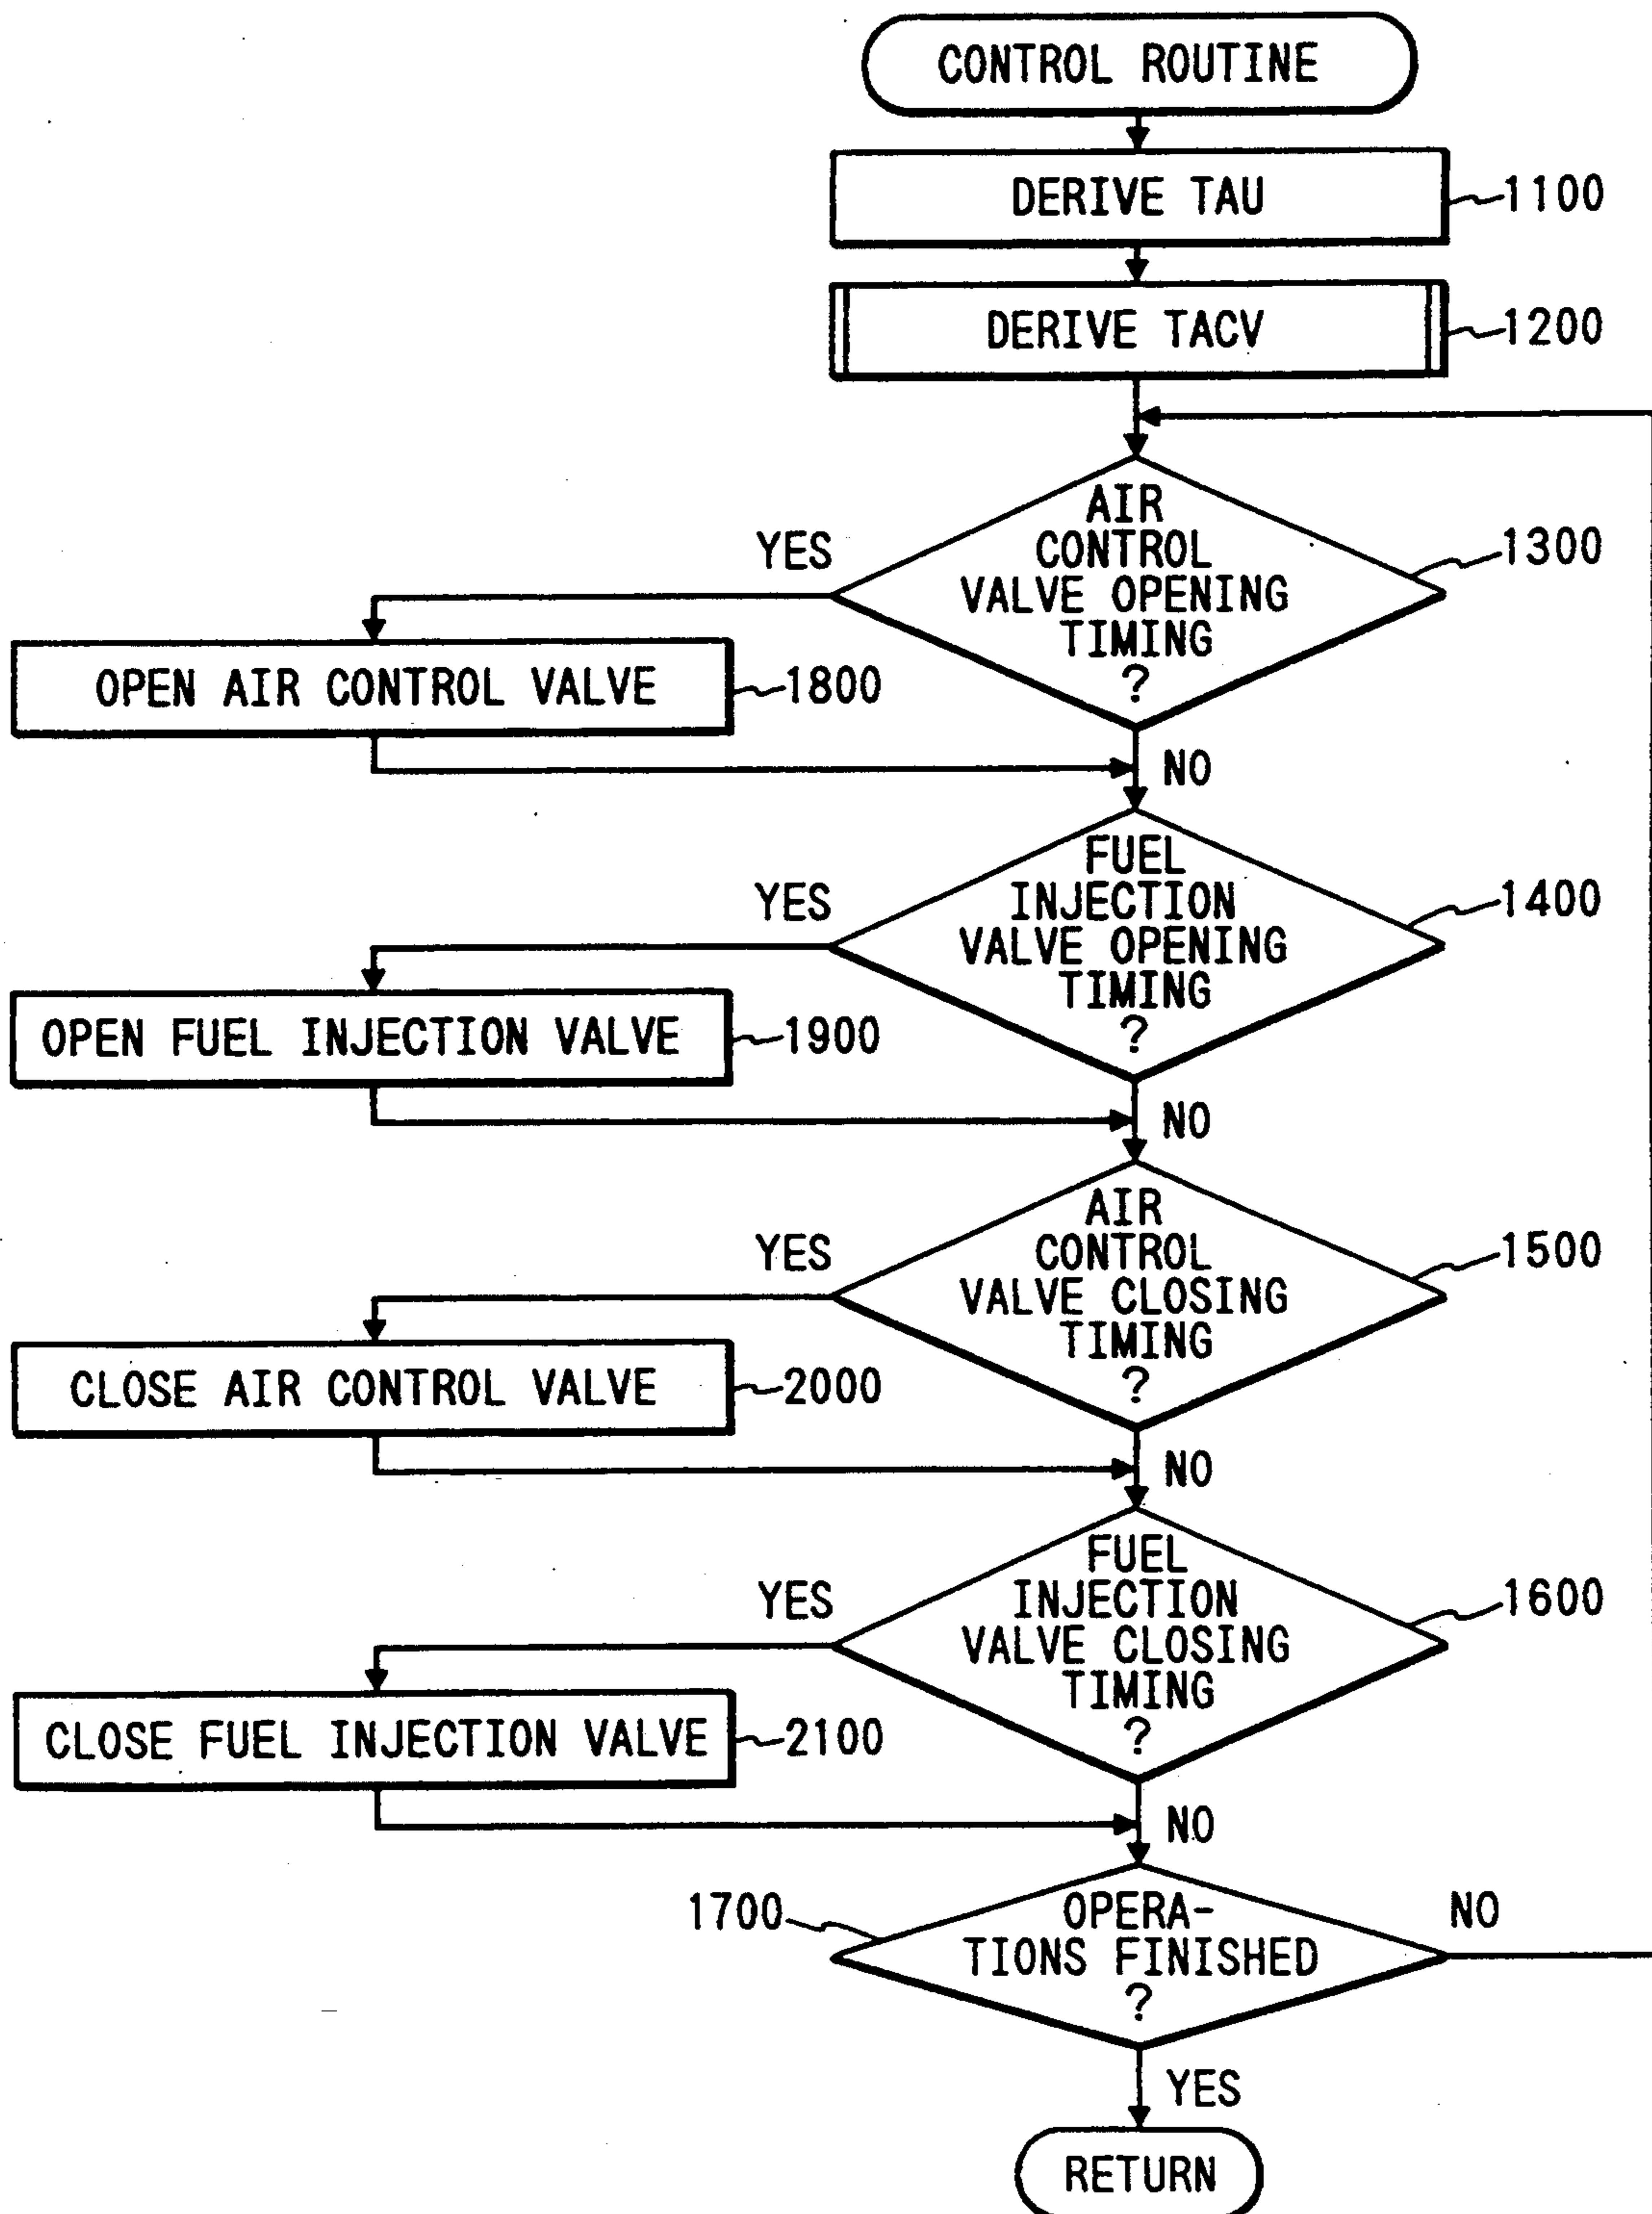 CONTROL ROUTINE
DERIVE TAU
1100
DERIVE TACV
1200
AIR
CONTROL
VALVE OPENING
TIMING
?
1300
YES
OPEN AIR CONTROL VALVE
1800
NO
FUEL
INJECTION
VALVE OPENING
TIMING
?
1400
YES
OPEN FUEL INJECTION VALVE
1900
NO
AIR
CONTROL
VALVE CLOSING
TIMING
?
1500
YES
CLOSE AIR CONTROL VALVE
2000
NO
FUEL
INJECTION
VALVE CLOSING
TIMING
?
1600
YES
CLOSE FUEL INJECTION VALVE
2100
NO
1700
OPERA-
TIONS FINISHED
?
NO
YES
RETURN